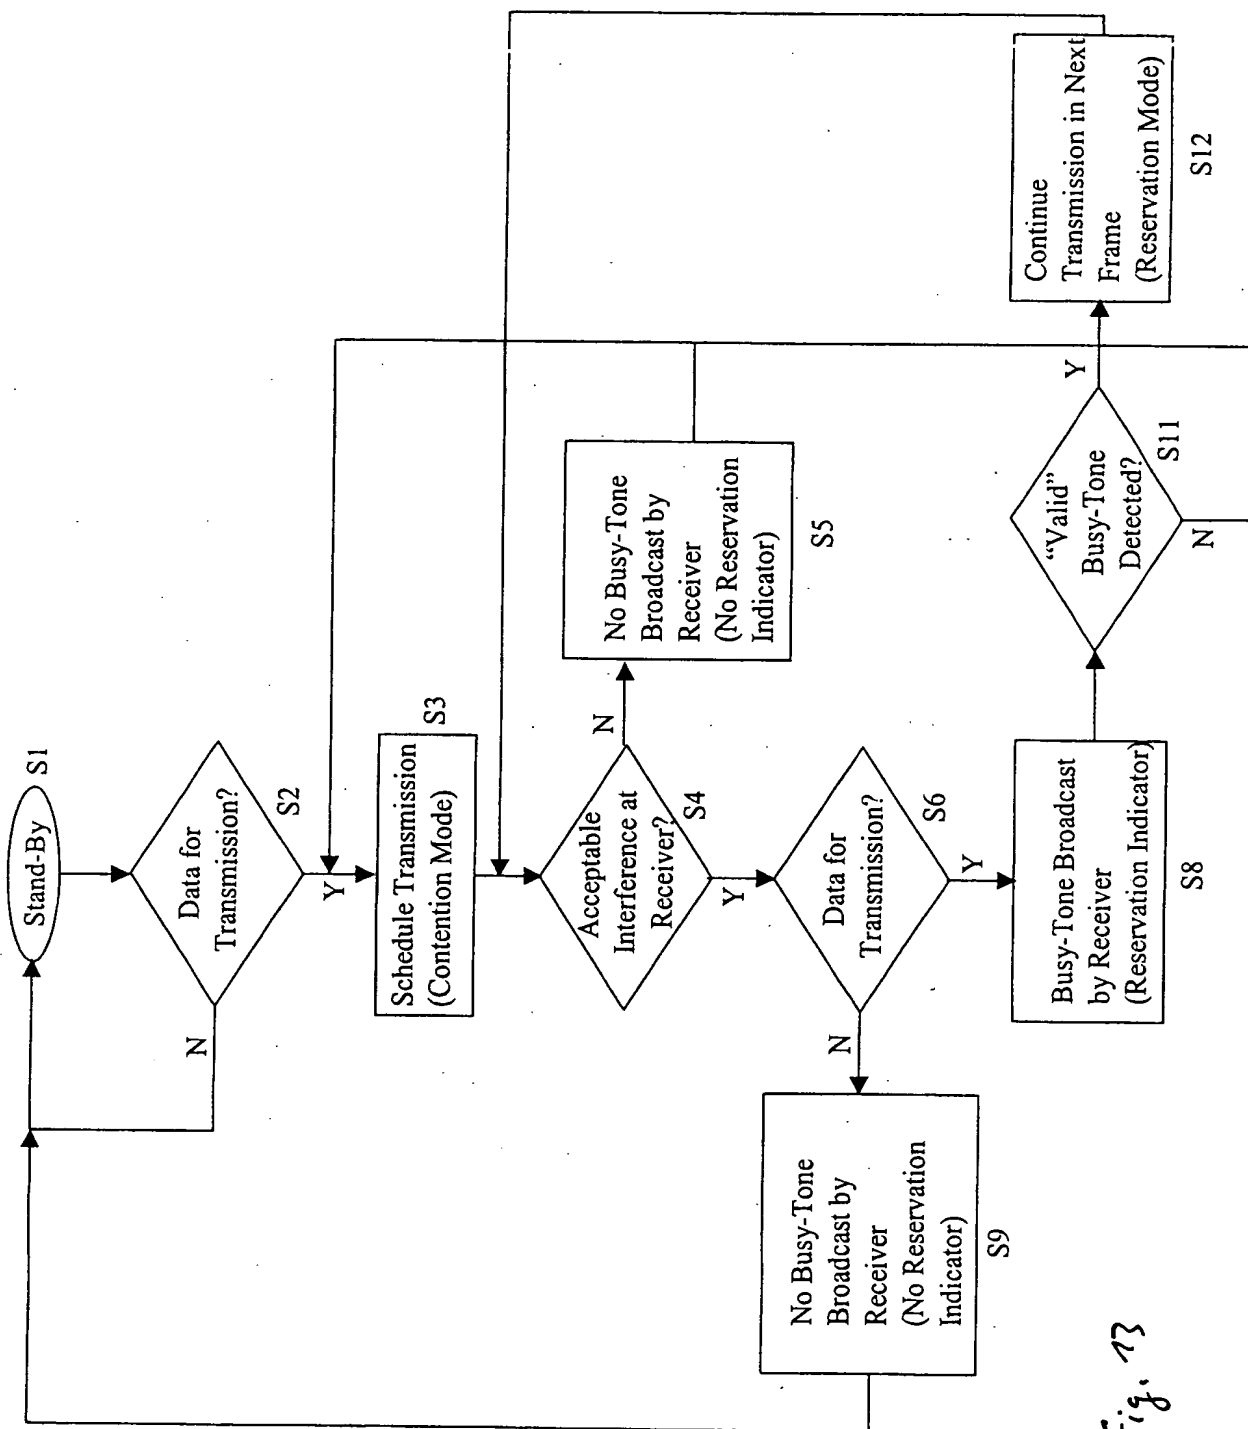 Stand-By
S1
Data for
Transmission?
S2
N
Y
Schedule Transmission
(Contention Mode)
S3
Acceptable
Interference at
Receiver?
S4
N
No Busy-Tone
Broadcast by
Receiver
(No Reservation
Indicator)
S5
Y
Data for
Transmission?
S6
N
No Busy-Tone
Broadcast by
Receiver
(No Reservation
Indicator)
S9
Y
Busy-Tone Broadcast
by Receiver
(Reservation Indicator)
S8
“Valid”
Busy-Tone
Detected?
S11
N
Y
Continue
Transmission in Next
Frame
(Reservation Mode)
S12
Fig. 13